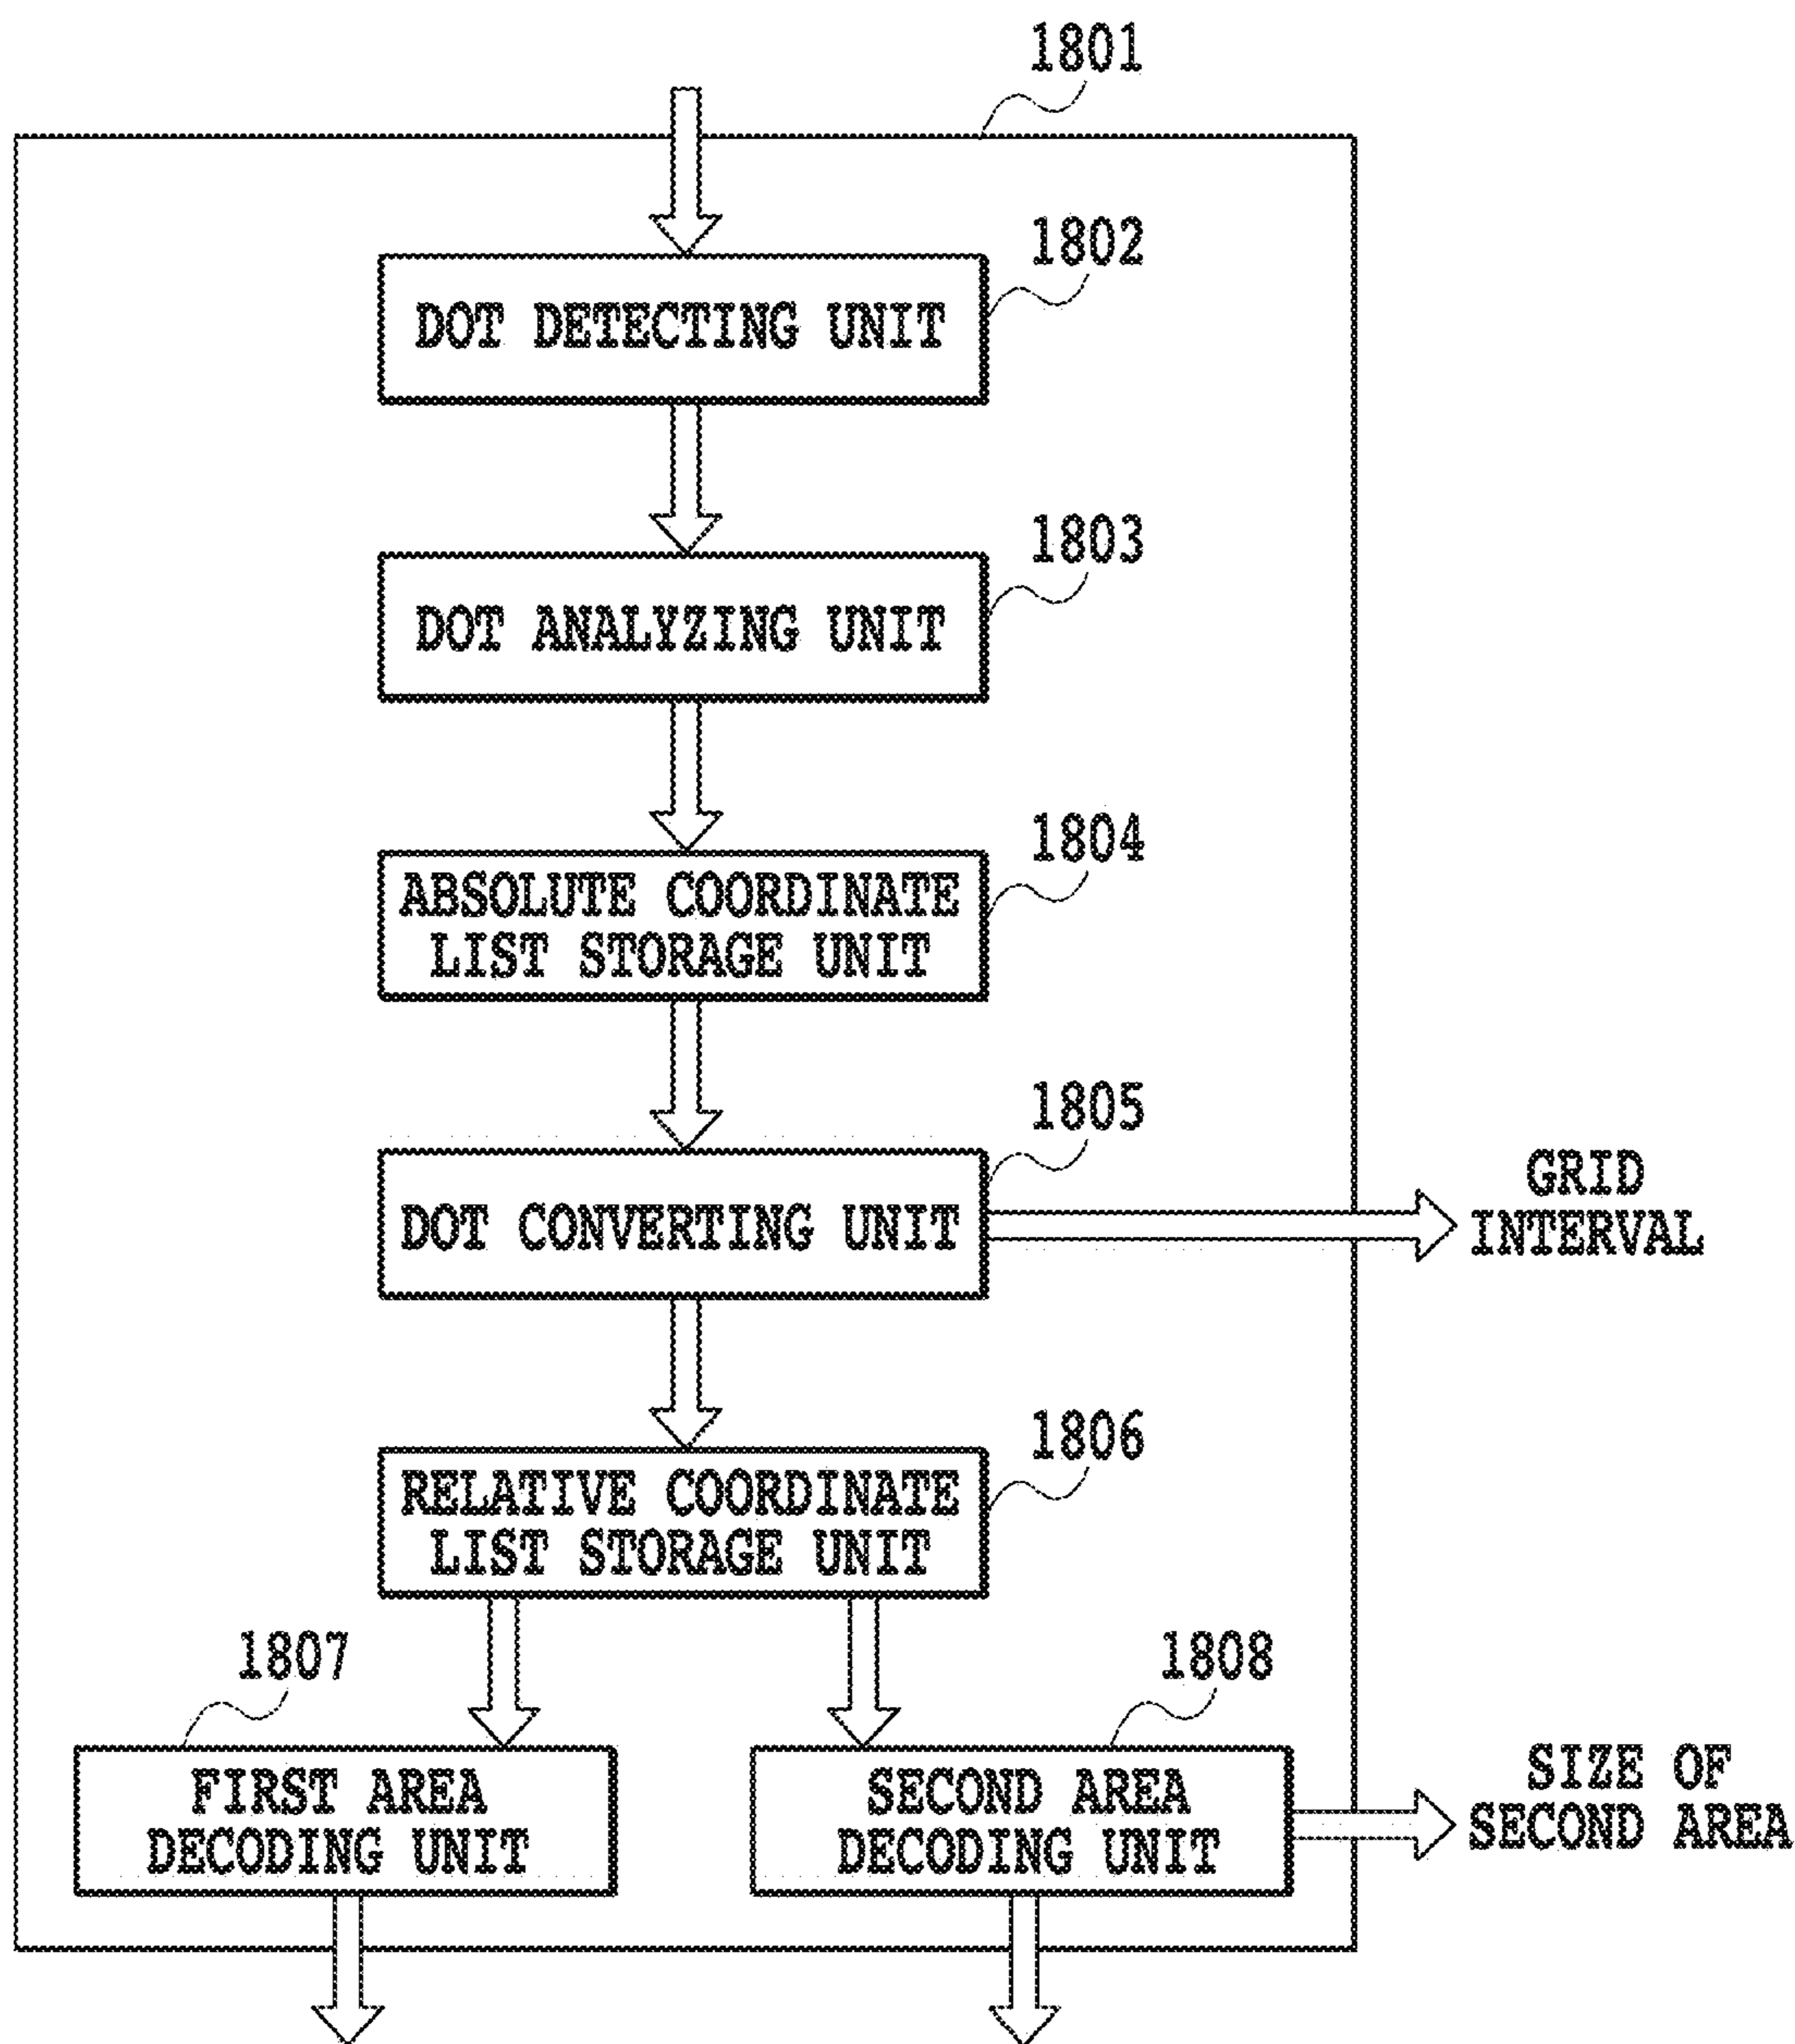 1801
1802
DOT DETECTING UNIT
1803
DOT ANALYZING UNIT
1804
ABSOLUTE COORDINATE
LIST STORAGE UNIT
1805
DOT CONVERTING UNIT
GRID
INTERVAL
1806
RELATIVE COORDINATE
LIST STORAGE UNIT
1807
1808
FIRST AREA
DECODING UNIT
SECOND AREA
DECODING UNIT
SIZE OF
SECOND AREA